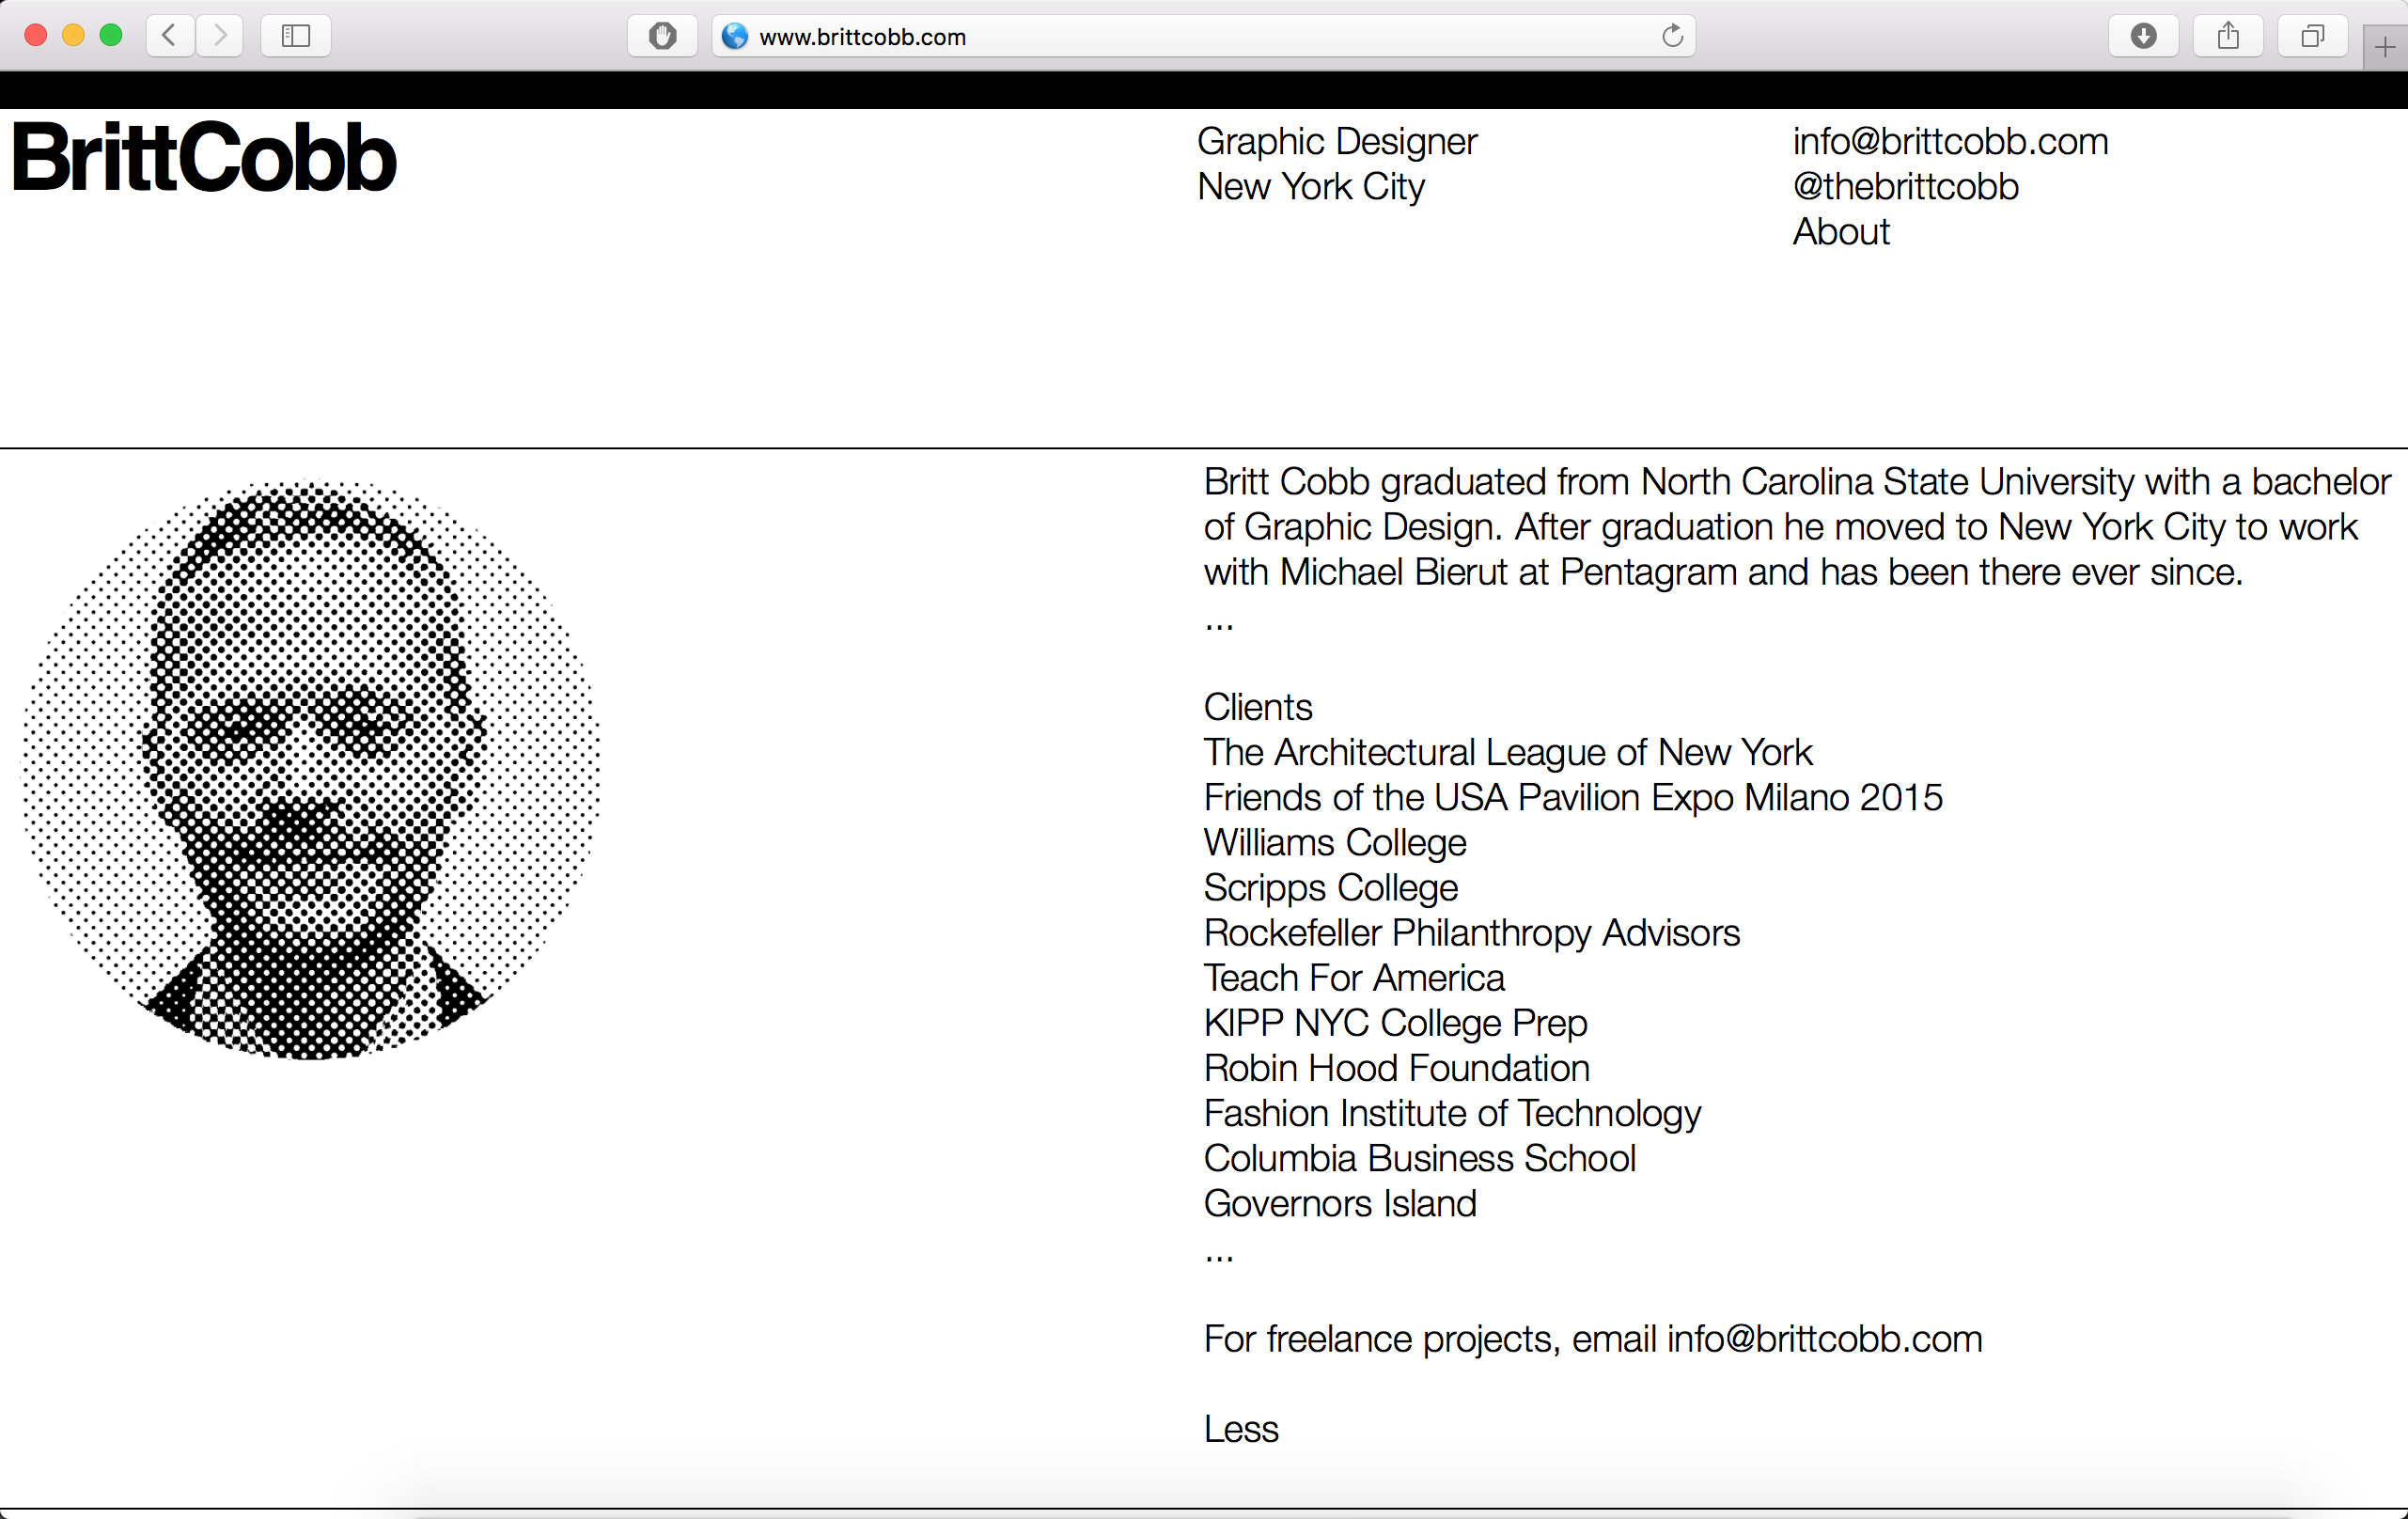 www.brittcobb.com
BrittCobb
Graphic Designer
New York City
info@brittcobb.com
@thebrittcobb
About
Britt Cobb graduated from North Carolina State University with a bachelor
of Graphic Design. After graduation he moved to New York City to work
with Michael Bierut at Pentagram and has been there ever since.
...
Clients
The Architectural League of New York
Friends of the USA Pavilion Expo Milano 2015
Williams College
Scripps College
Rockefeller Philanthropy Advisors
Teach For America
KIPP NYC College Prep
Robin Hood Foundation
Fashion Institute of Technology
Columbia Business School
Governors Island
...
For freelance projects, email info@brittcobb.com
Less